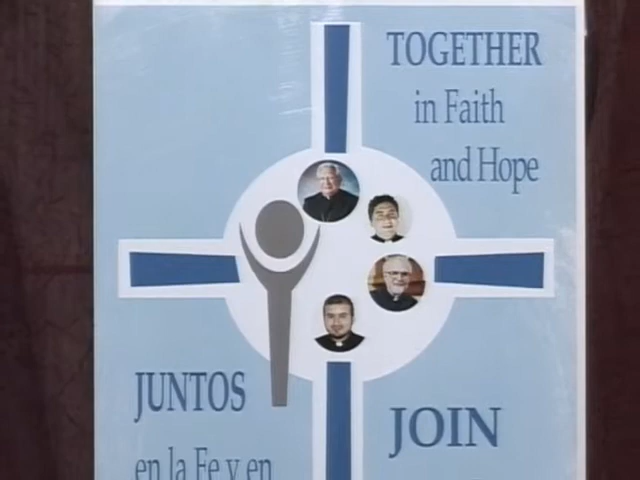 TOGETHER
in Faith
and Hope
JUNTOS
en la Fe y en
JOIN